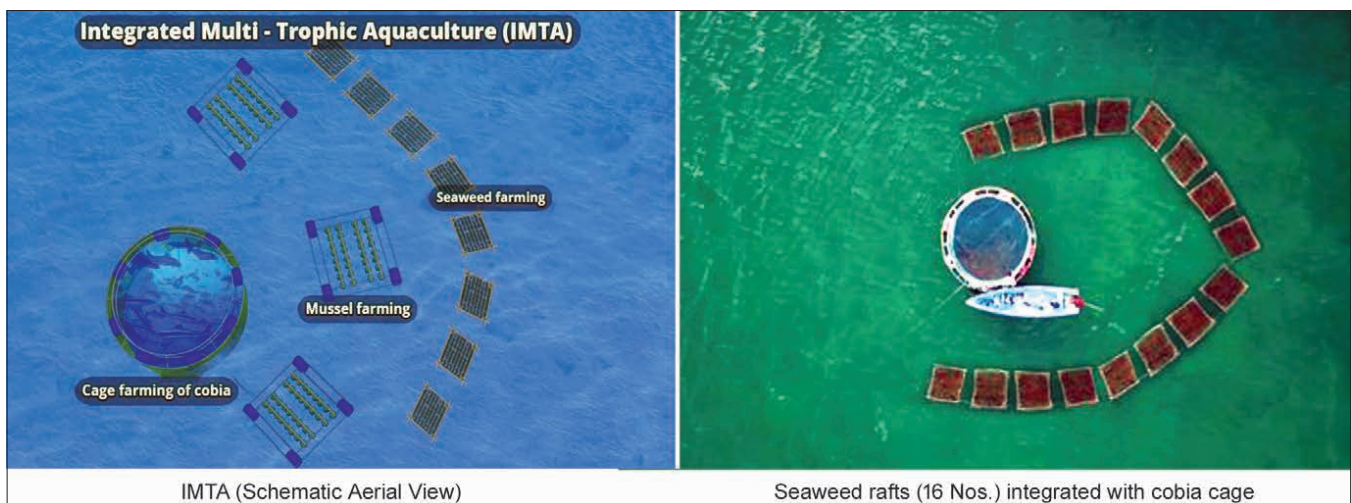 Integrated Multi - Trophic Aquaculture (IMTA)
Seaweed farming
Mussel farming
Cage farming of cobia
IMTA (Schematic Aerial View)
Seaweed rafts (16 Nos.) integrated with cobia cage